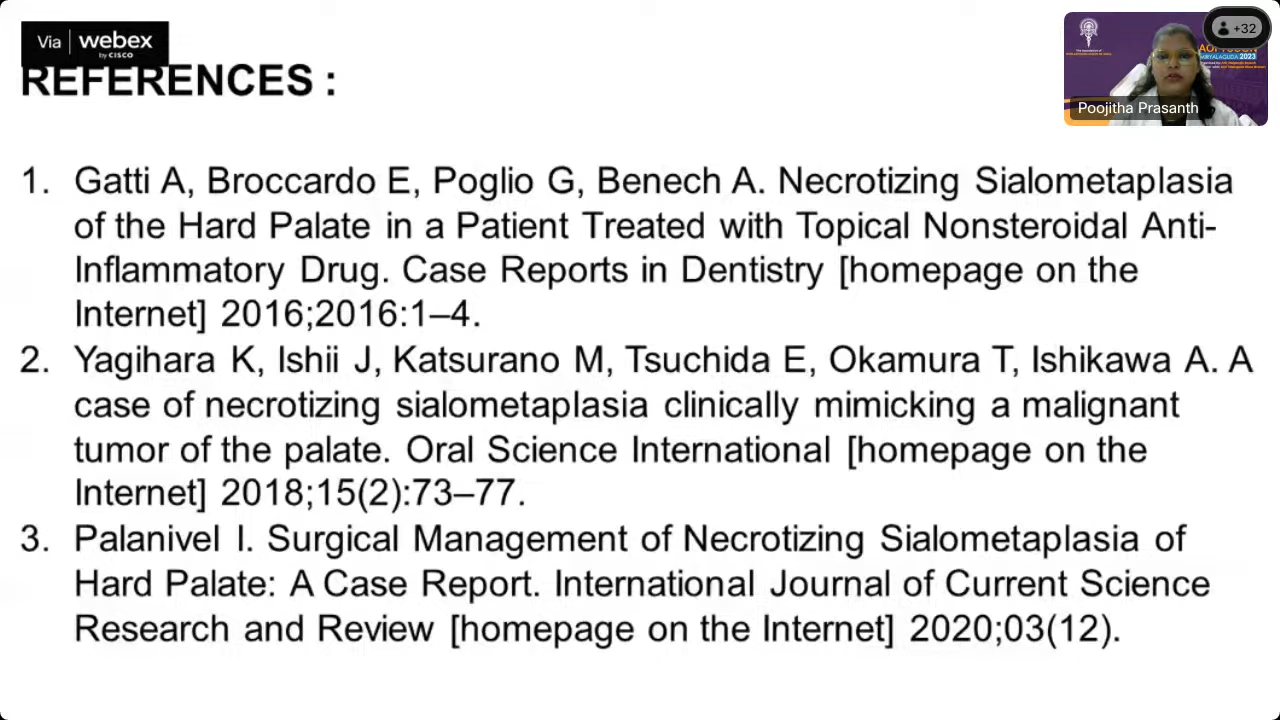 Via webex
by CISCO
+32
MIRYALAGUDA 2023
Poojitha Prasanth
REFERENCES :
1. Gatti A, Broccardo E, Poglio G, Benech A. Necrotizing Sialometaplasia
of the Hard Palate in a Patient Treated with Topical Nonsteroidal Anti-
Inflammatory Drug. Case Reports in Dentistry [homepage on the
Internet] 2016;2016:1–4.
2. Yagihara K, Ishii J, Katsurano M, Tsuchida E, Okamura T, Ishikawa A. A
case of necrotizing sialometaplasia clinically mimicking a malignant
tumor of the palate. Oral Science International [homepage on the
Internet] 2018;15(2):73–77.
3. Palanivel I. Surgical Management of Necrotizing Sialometaplasia of
Hard Palate: A Case Report. International Journal of Current Science
Research and Review [homepage on the Internet] 2020;03(12).